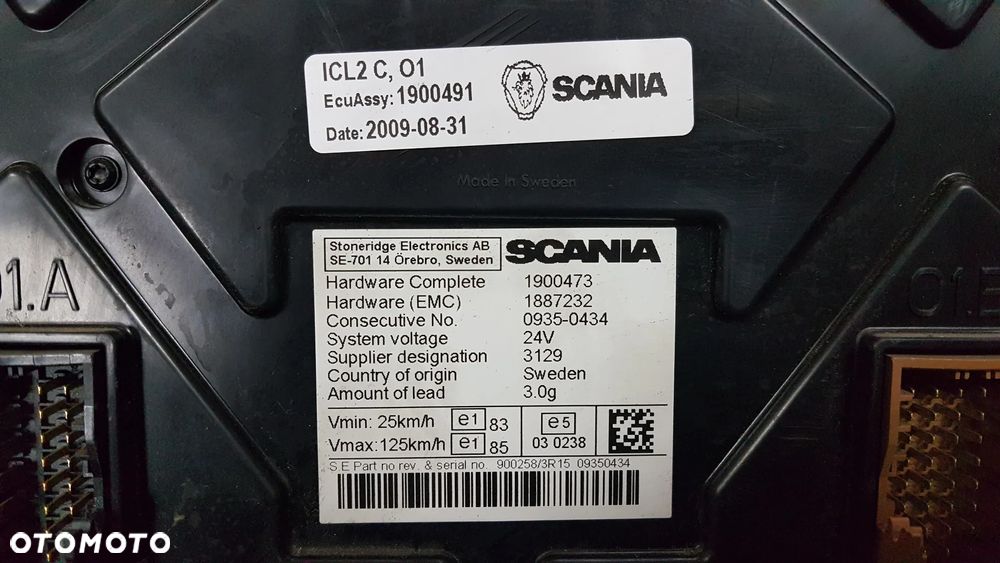 ICL2 C, O1
EcuAssy: 1900491
Date: 2009-08-31
SCANIA
Made in Sweden
Stoneridge Electronics AB
SE-701 14 Örebro, Sweden
SCANIA
Hardware Complete 1900473
Hardware (EMC) 1887232
Consecutive No. 0935-0434
System voltage 24V
Supplier designation 3129
Country of origin Sweden
Amount of lead 3.0g
Vmin: 25km/h e1 83
Vmax: 125km/h e1 85
e5
03 0238
S.E Part no rev. & serial no. 900258/3R15 09350434
O1.A
O1.B
OTOMOTO